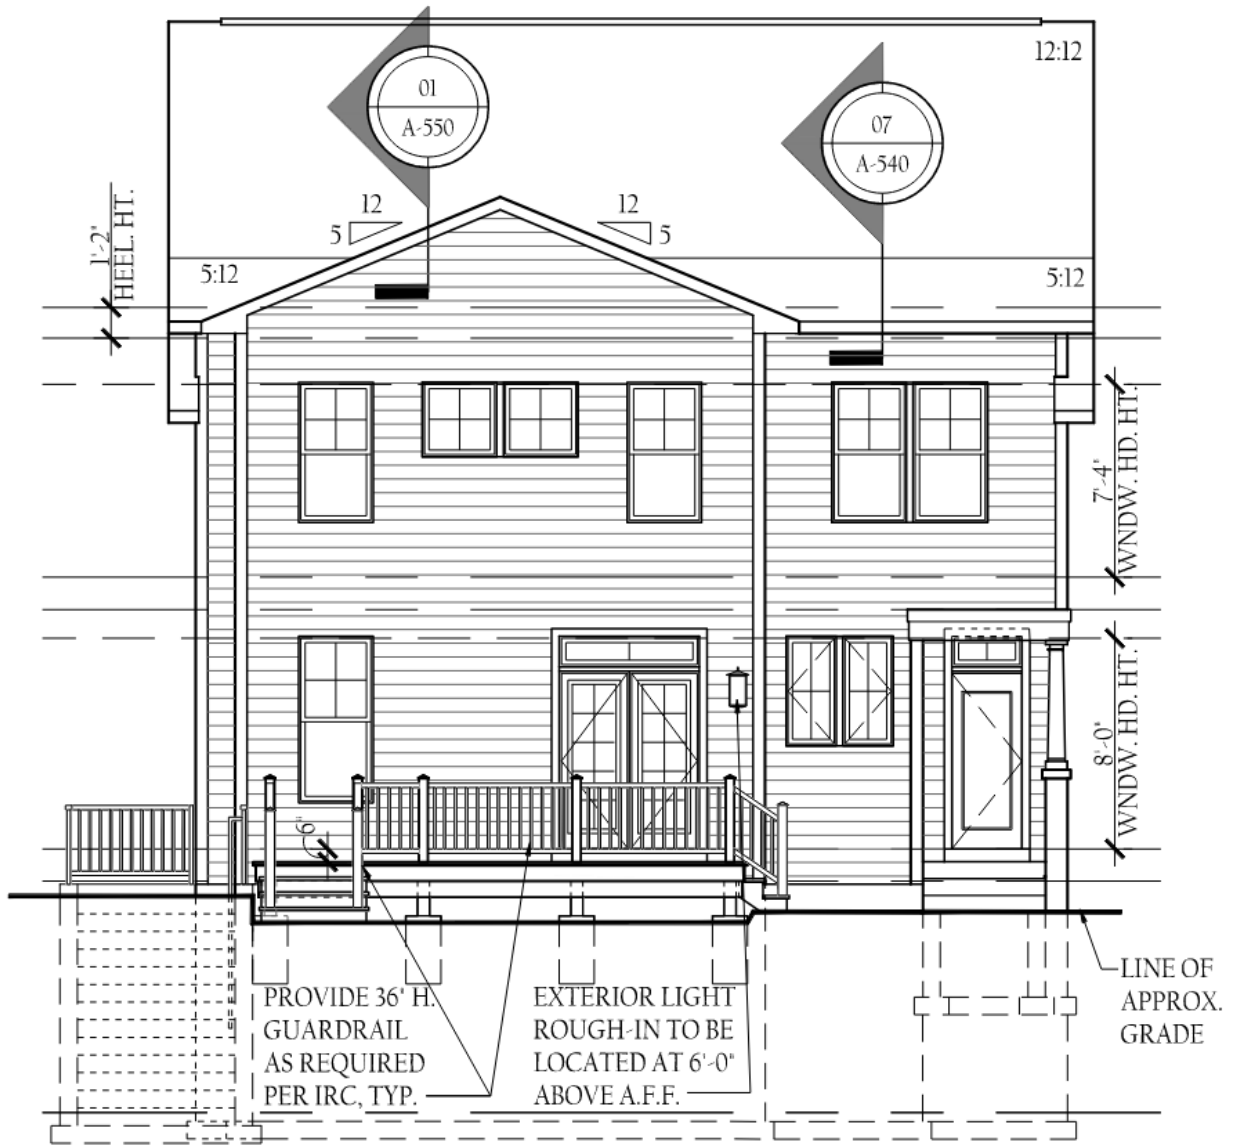 12:12
01
A-550
07
A-540
12
5
12
5
1'-2"
HEEL. HT.
5:12
5:12
7'-4"
WNDW. HD. HT.
8'-0"
WNDW. HD. HT.
6"
PROVIDE 36" H.
GUARDRAIL
AS REQUIRED
PER IRC, TYP.
EXTERIOR LIGHT
ROUGH-IN TO BE
LOCATED AT 6'-0"
ABOVE A.F.F.
LINE OF
APPROX.
GRADE